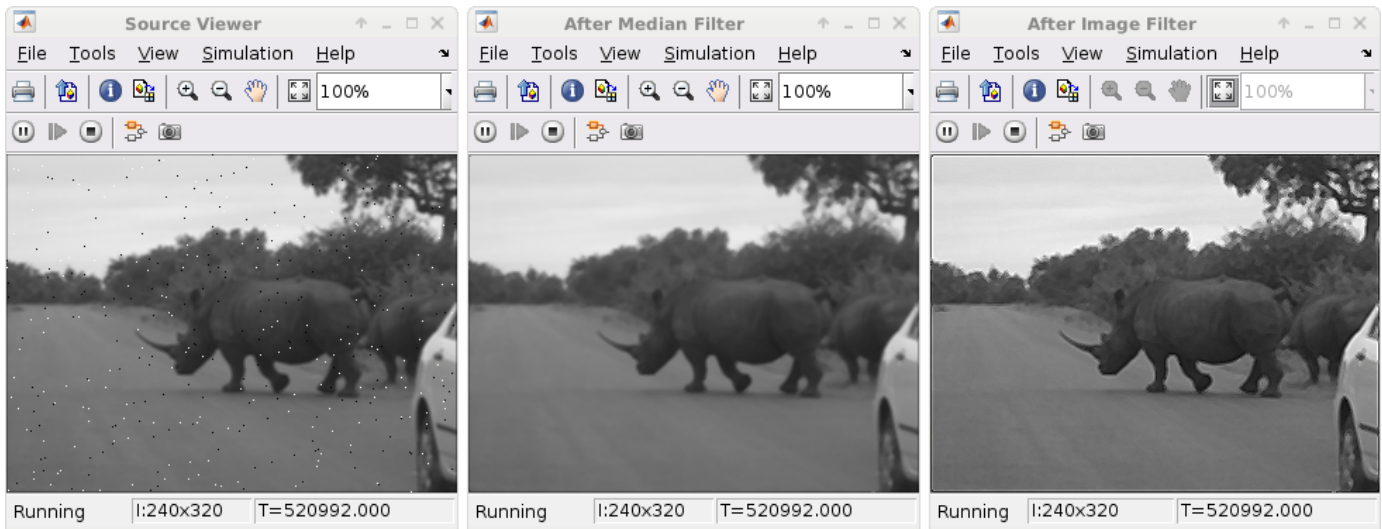 Source Viewer
File Tools View Simulation Help
100%
Running I:240x320 T=520992.000
After Median Filter
File Tools View Simulation Help
100%
Running I:240x320 T=520992.000
After Image Filter
File Tools View Simulation Help
100%
Running I:240x320 T=520992.000